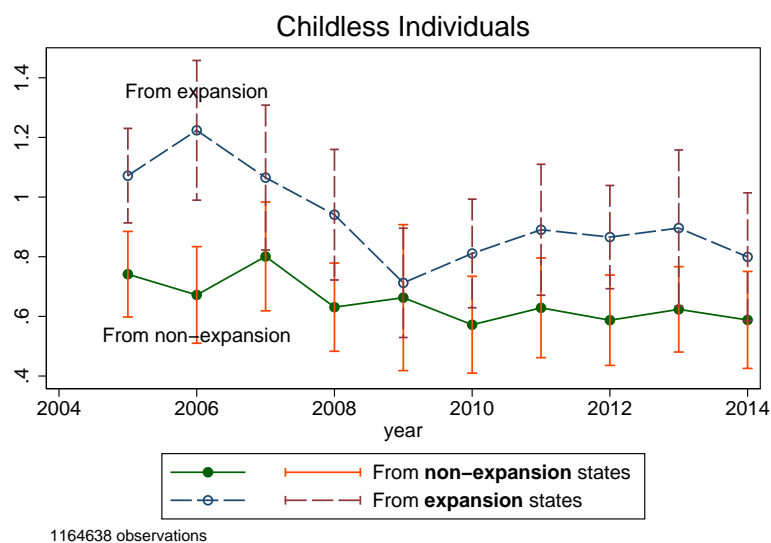 Childless Individuals
1.4
1.2
1
.8
.6
.4
From expansion
From non−expansion
2004
2006
2008
2010
2012
2014
year
From non−expansion states
From expansion states
1164638 observations